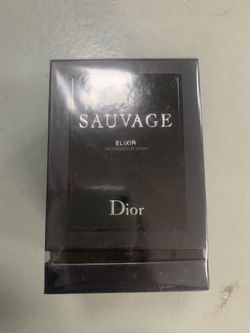 SAUVAGE
ELIXIR
VAPORISATEUR SPRAY
Dior